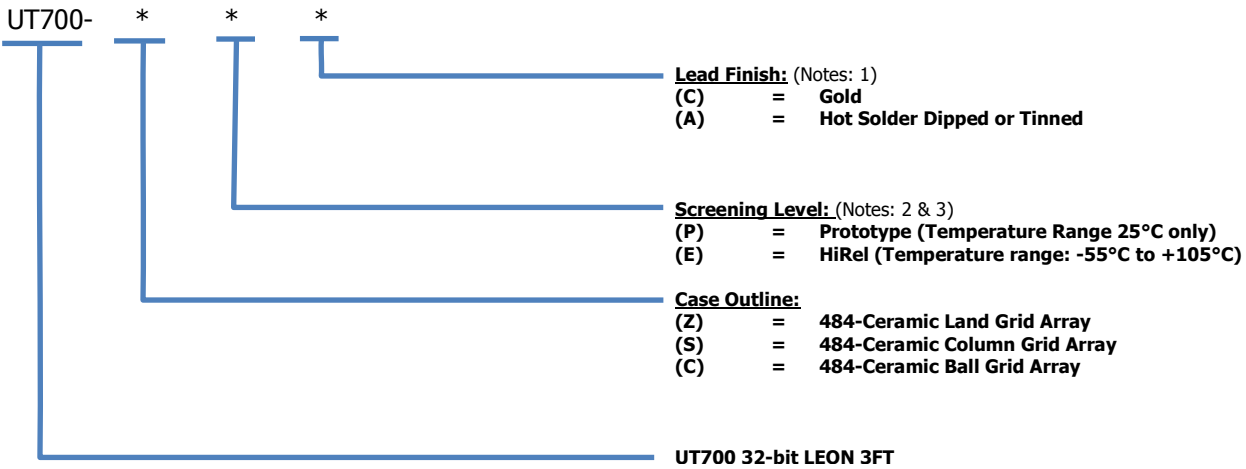 UT700- * * *
Lead Finish: (Notes: 1)
(C) = Gold
(A) = Hot Solder Dipped or Tinned
Screening Level: (Notes: 2 & 3)
(P) = Prototype (Temperature Range 25°C only)
(E) = HiRel (Temperature range: -55°C to +105°C)
Case Outline:
(Z) = 484-Ceramic Land Grid Array
(S) = 484-Ceramic Column Grid Array
(C) = 484-Ceramic Ball Grid Array
UT700 32-bit LEON 3FT